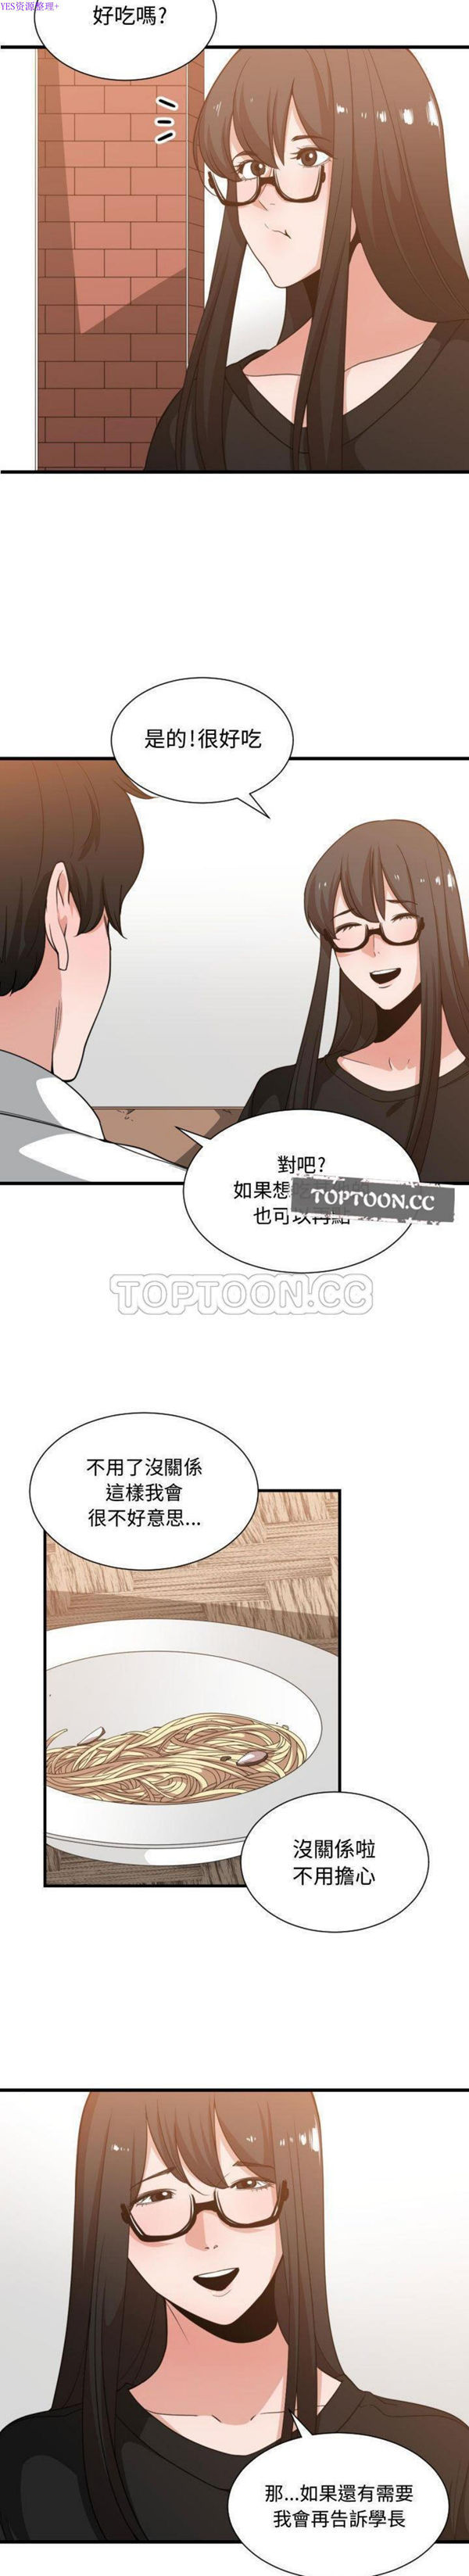 YES资源整理+
好吃嗎?
是的!很好吃
對吧?
如果想
也可以再點
TOPTOON.CC
TOPTOON.CC
不用了沒關係
這樣我會
很不好意思...
沒關係啦
不用擔心
那...如果還有需要
我會再告訴學長